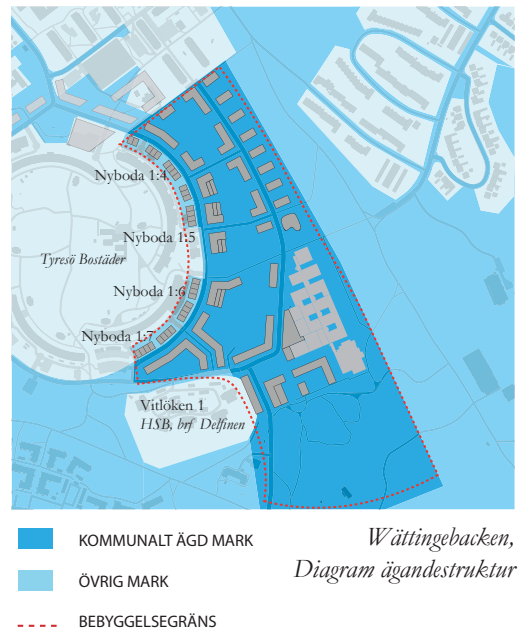 Nyboda 1:4
Nyboda 1:5
Tyresö Bostäder
Nyboda 1:6
Nyboda 1:7
Vitlöken 1
HSB, brf Delfinen
KOMMUNALT ÄGD MARK
ÖVRIG MARK
BEBYGGELSEGRÄNS
Wättingebacken,
Diagram ägandestruktur